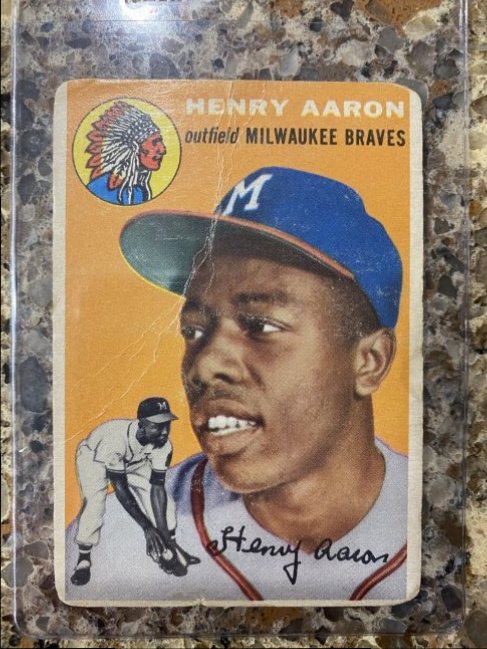 HENRY AARON
outfield MILWAUKEE BRAVES
M
M
Henry Aaron